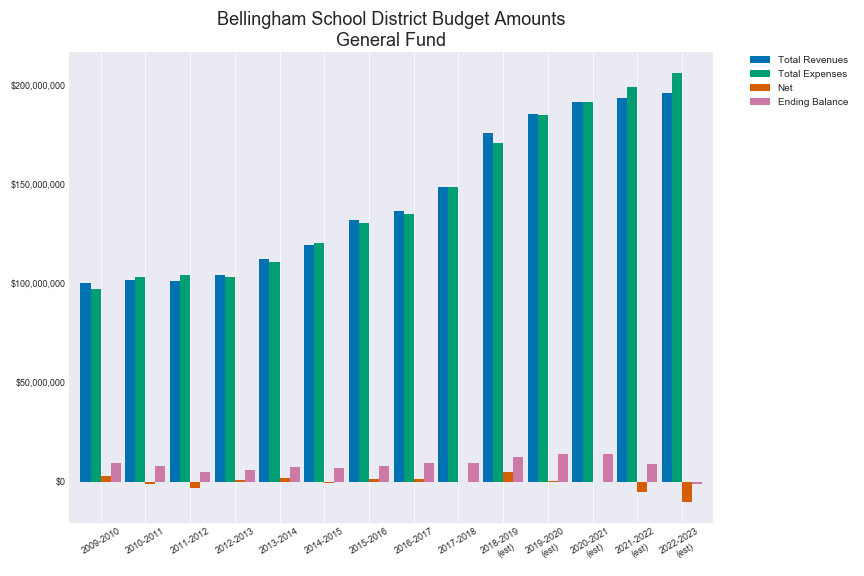 Bellingham School District Budget Amounts
General Fund
Total Revenues
Total Expenses
Net
Ending Balance
$200,000,000
$150,000,000
$100,000,000
$50,000,000
$0
2009-2010
2010-2011
2011-2012
2012-2013
2013-2014
2014-2015
2015-2016
2016-2017
2017-2018
2018-2019
(est)
2019-2020
(est)
2020-2021
(est)
2021-2022
(est)
2022-2023
(est)